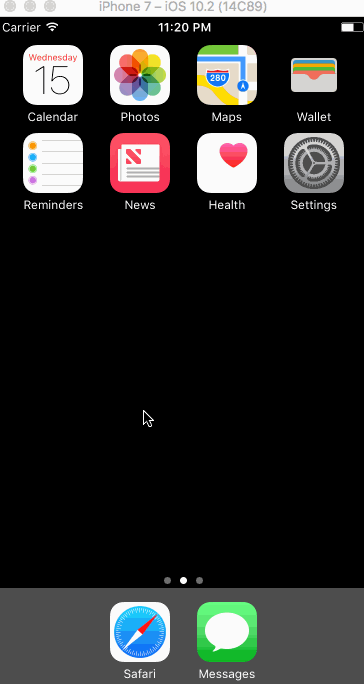 iPhone 7 – iOS 10.2 (14C89)
Carrier 11:20 PM
Wednesday
15
280
Calendar Photos Maps Wallet
Reminders News Health Settings
Safari Messages